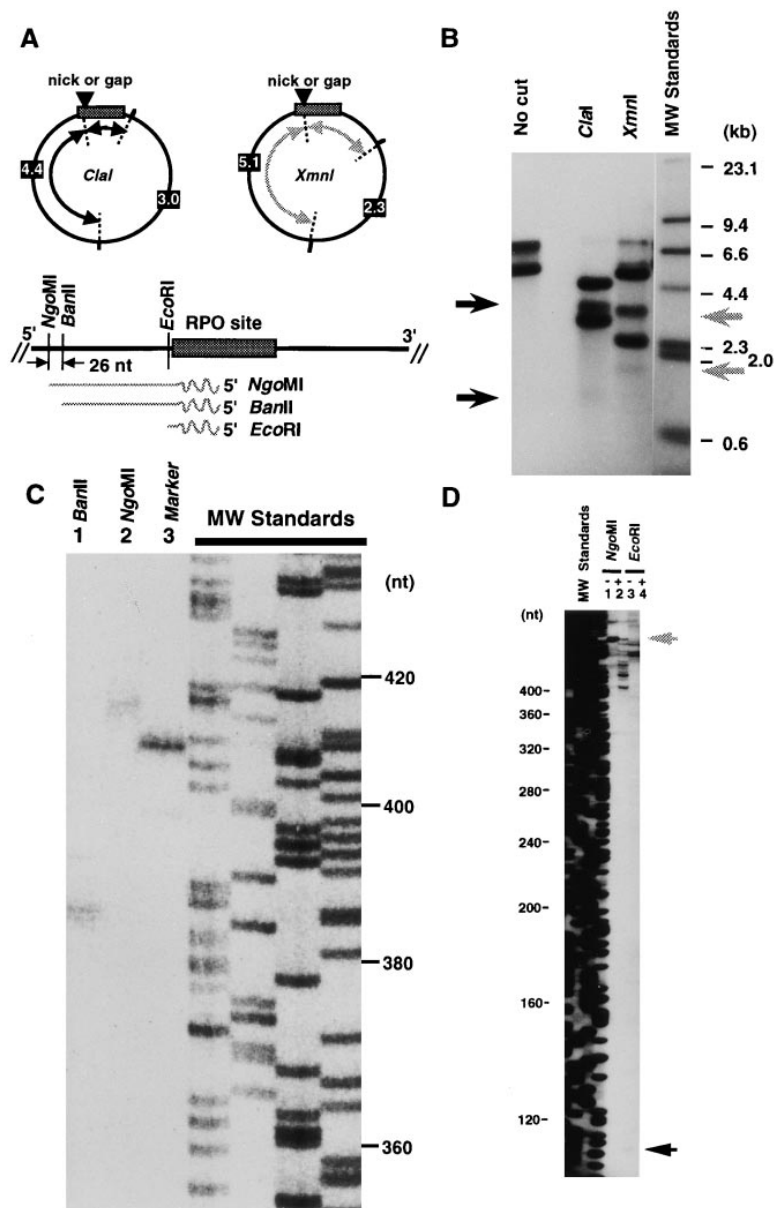 A
nick or gap
nick or gap
4.4
ClaI
3.0
5.1
XmnI
2.3
5'
NgoMI
BanII
EcoRI
RPO site
3'
26 nt
5' NgoMI
5' BanII
5' EcoRI
B
No cut
ClaI
XmnI
MW Standards
(kb)
23.1
9.4
6.6
4.4
2.3
2.0
0.6
C
BanII
NgoMI
Marker
1 2 3
MW Standards
(nt)
420
400
380
360
D
MW Standards
NgoMI
EcoRI
- + - +
1 2 3 4
(nt)
400
360
320
280
240
200
160
120